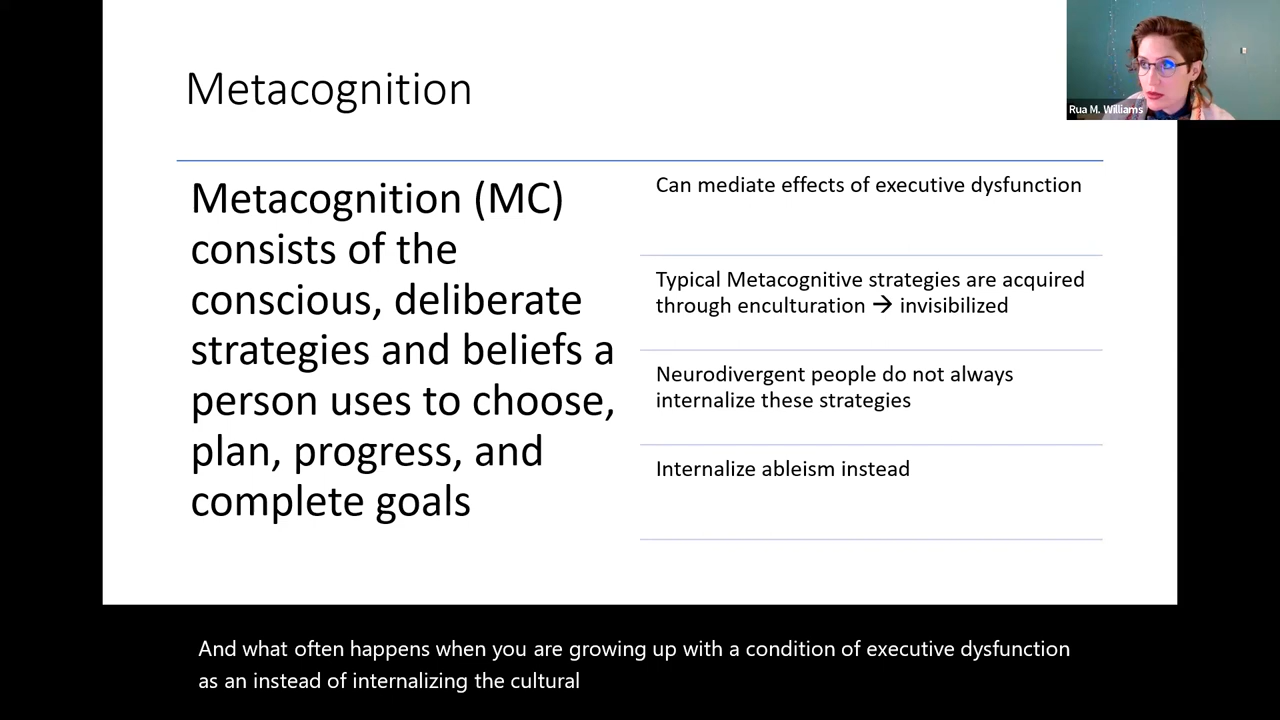 Metacognition
Rua M. Williams
Metacognition (MC)
consists of the
conscious, deliberate
strategies and beliefs a
person uses to choose,
plan, progress, and
complete goals
Can mediate effects of executive dysfunction
Typical Metacognitive strategies are acquired
through enculturation → invisibilized
Neurodivergent people do not always
internalize these strategies
Internalize ableism instead
And what often happens when you are growing up with a condition of executive dysfunction
as an instead of internalizing the cultural